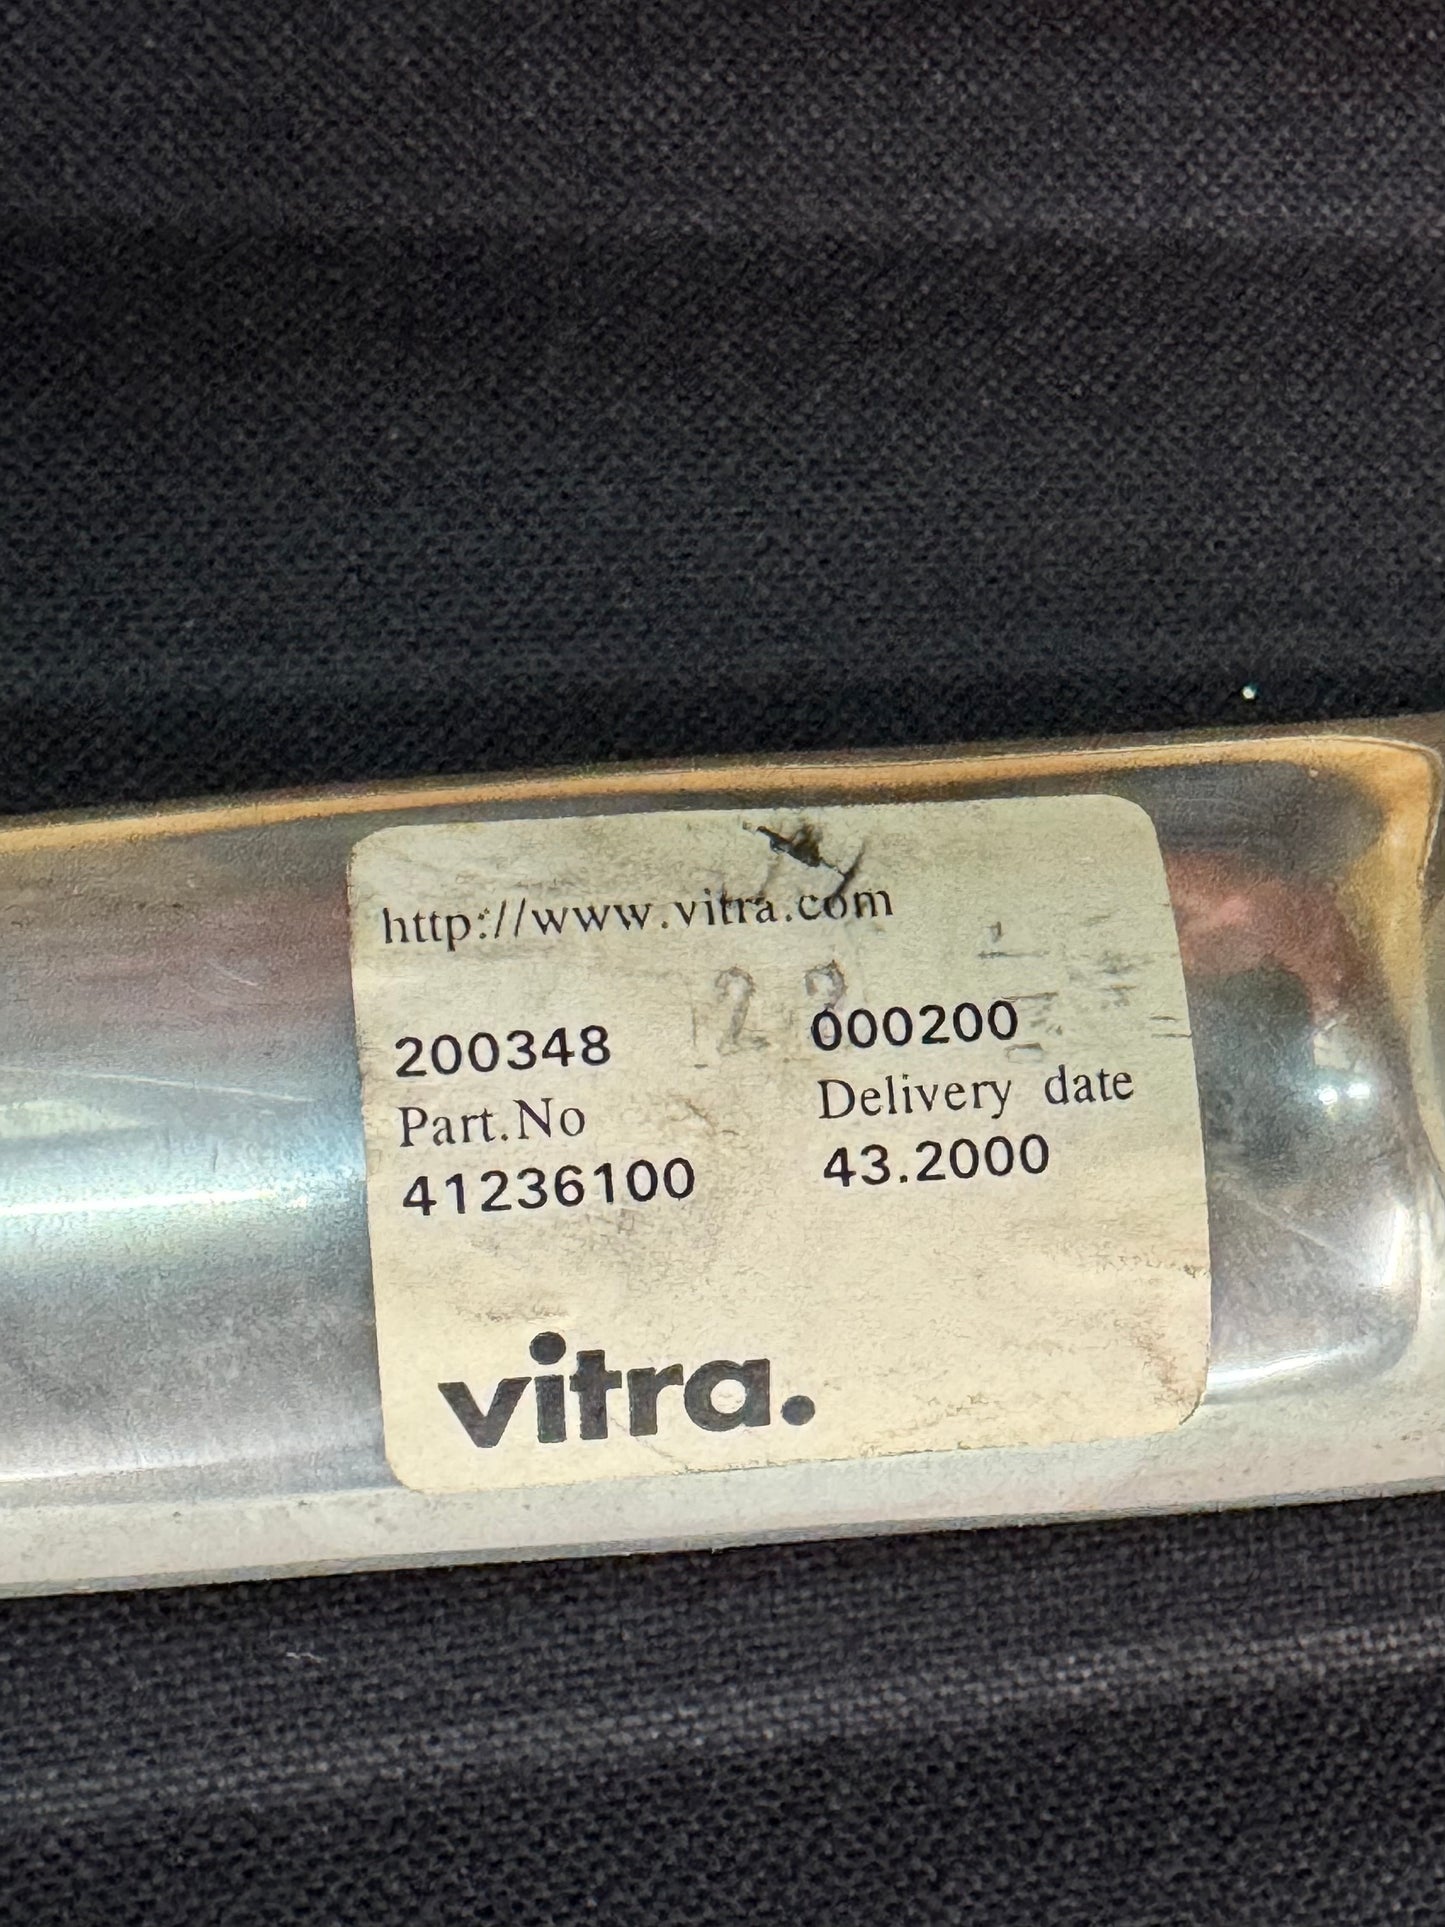 http://www.vitra.com
200348 000200
Part.No Delivery date
41236100 43.2000
vitra.